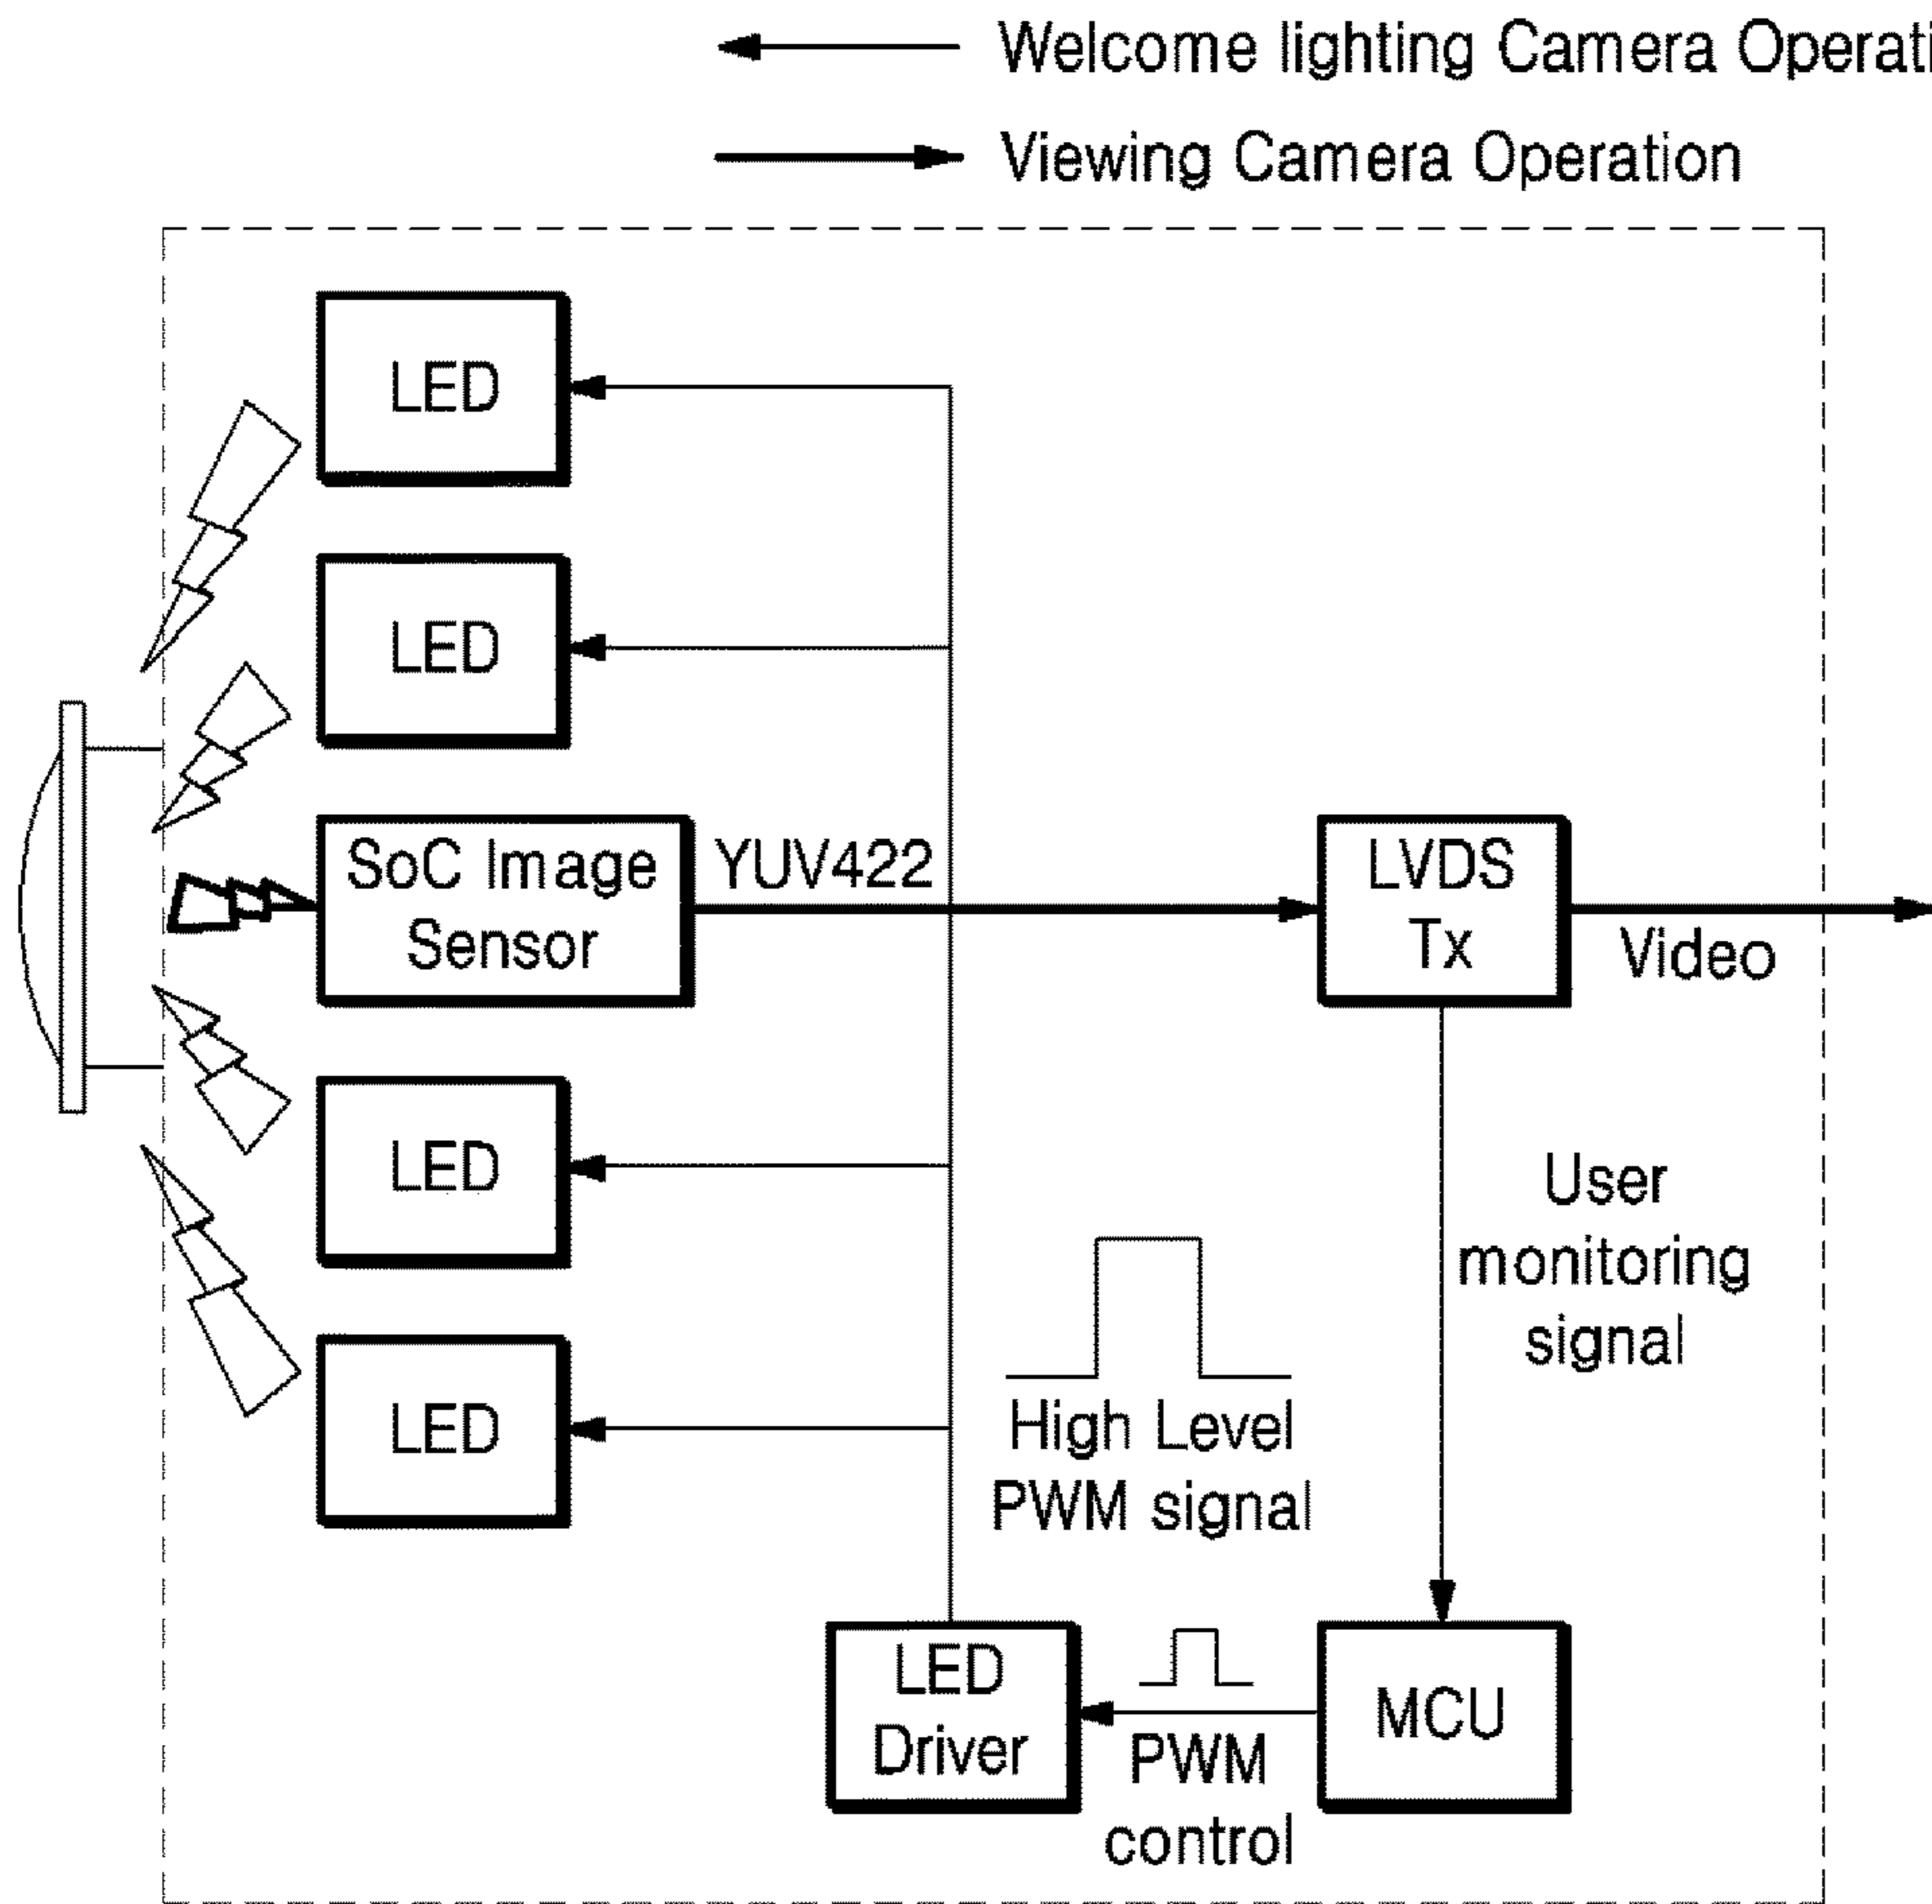 Welcome lighting Camera Operati
Viewing Camera Operation
LED
LED
SoC Image
Sensor
YUV422
LVDS
Tx
Video
LED
User
monitoring
signal
LED
High Level
PWM signal
LED
Driver
PWM
control
MCU